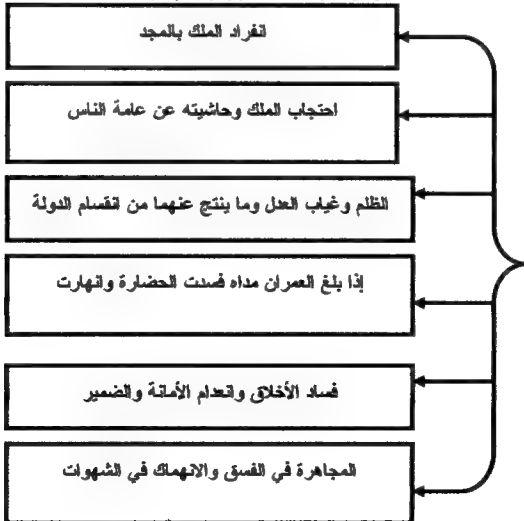 انفراد الملك بالمجد
احتجاب الملك وحاشيته عن عامة الناس
الظلم وغياب العدل وما ينتج عنهما من انقسام الدولة
إذا بلغ العمران مداه فسدت الحضارة وانهارت
فساد الأخلاق وانعدام الأمانة والضمير
المجاهرة في الفسق والانهماك في الشهوات